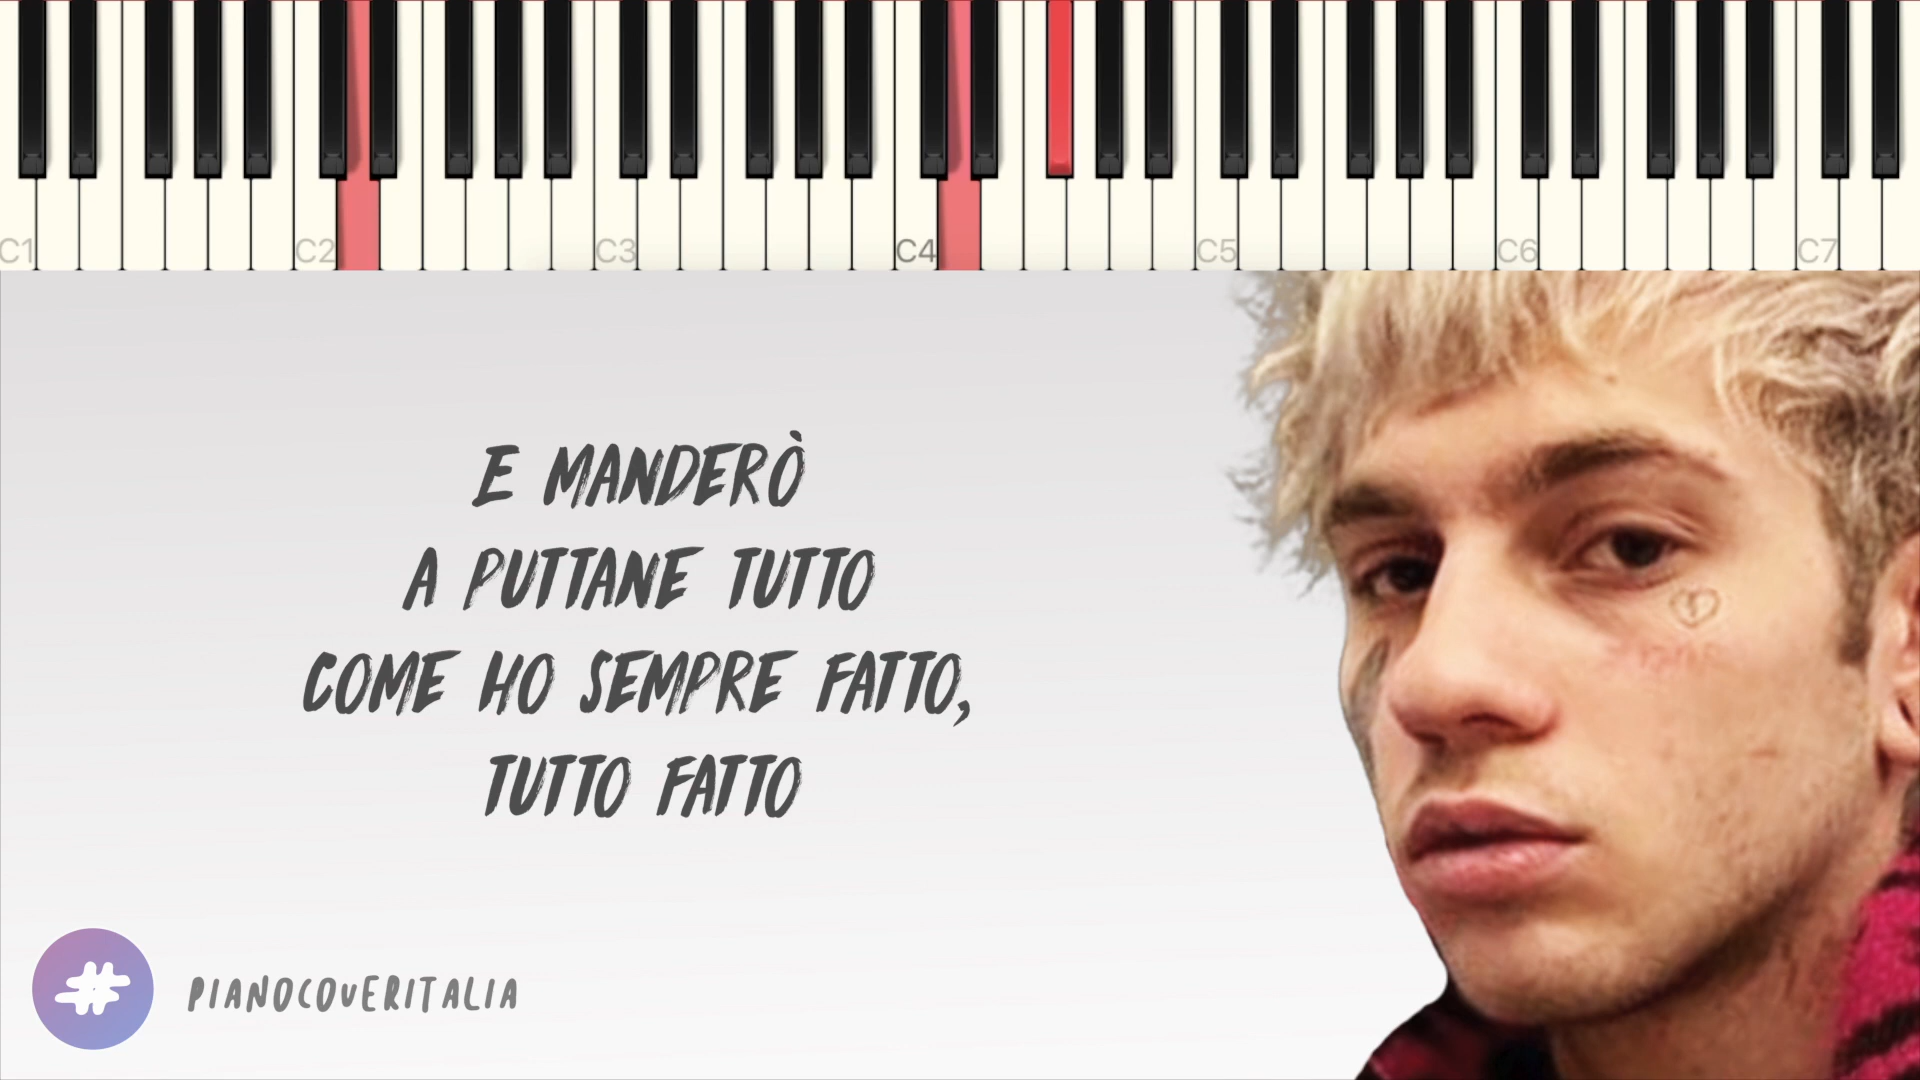 C1 C2 C3 C4 C5 C6 C7
E MANDERÒ
A PUTTANE TUTTO
COME HO SEMPRE FATTO,
TUTTO FATTO
# PIANOCOVERITALIA